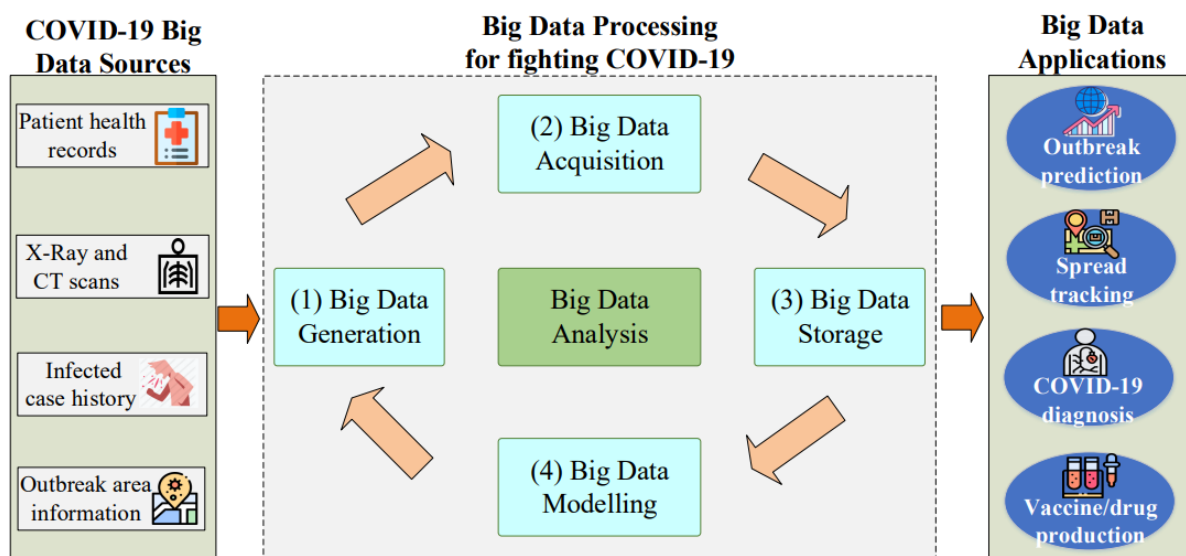 COVID-19 Big
Data Sources
Patient health
records
X-Ray and
CT scans
Infected
case history
Outbreak area
information
Big Data Processing
for fighting COVID-19
(1) Big Data
Generation
(2) Big Data
Acquisition
Big Data
Analysis
(3) Big Data
Storage
(4) Big Data
Modelling
Big Data
Applications
Outbreak
prediction
Spread
tracking
COVID-19
diagnosis
Vaccine/drug
production